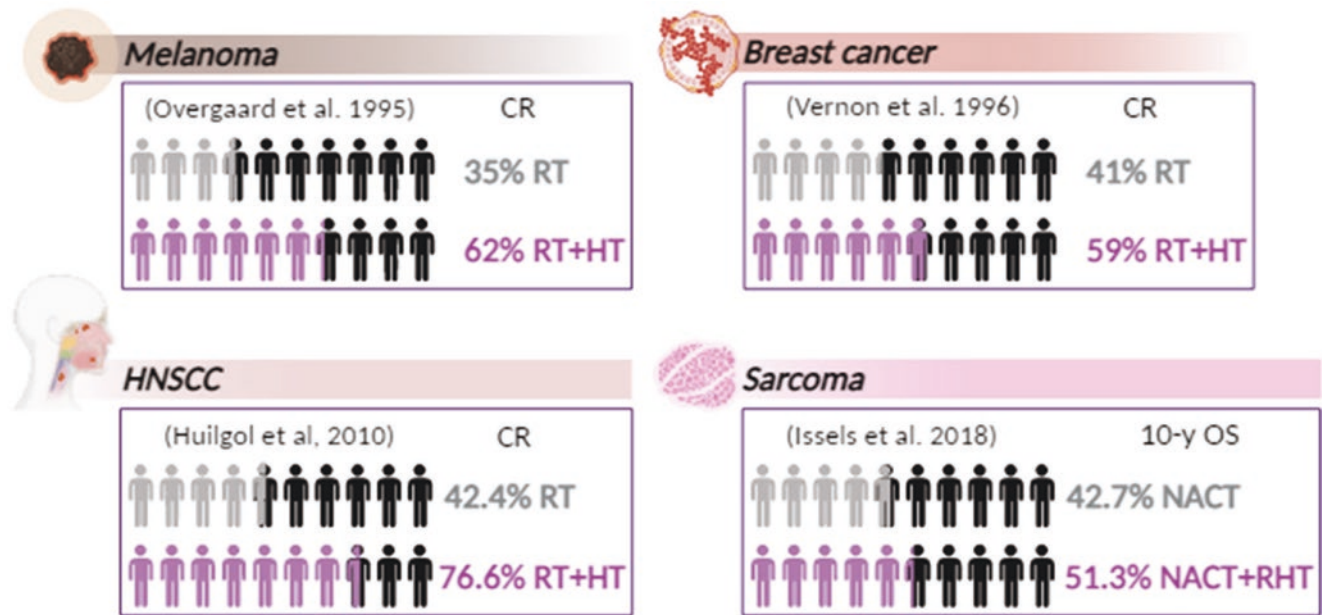 Melanoma
(Overgaard et al. 1995) CR
35% RT
62% RT+HT
Breast cancer
(Vernon et al. 1996) CR
41% RT
59% RT+HT
HNSCC
(Huilgol et al, 2010) CR
42.4% RT
76.6% RT+HT
Sarcoma
(Issels et al. 2018) 10-y OS
42.7% NACT
51.3% NACT+RHT